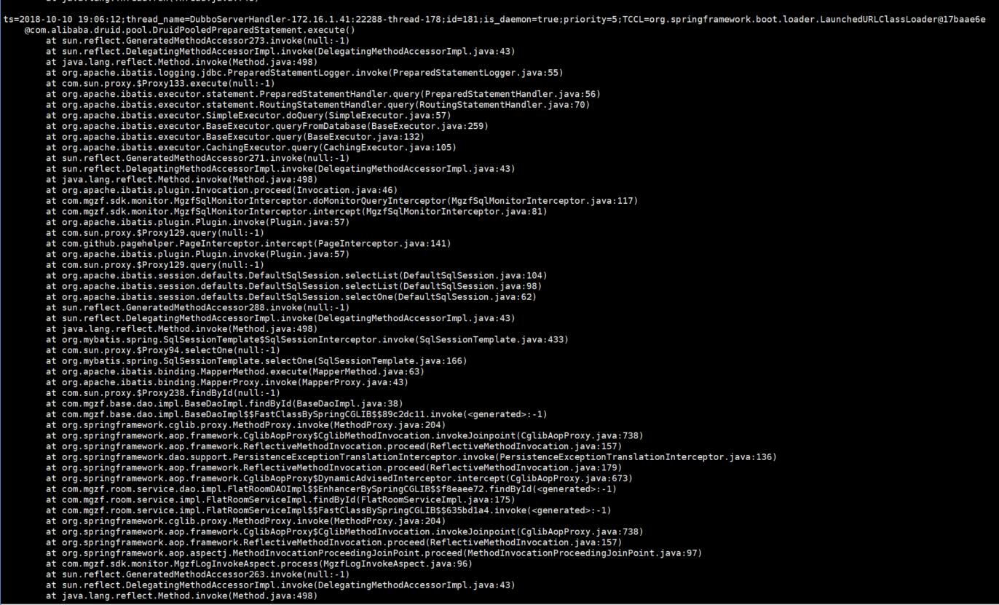 ts=2018-10-10 19:06:12;thread_name=DubboServerHandler-172.16.1.41:22288-thread-178;id=181;is_daemon=true;priority=5;TCCL=org.springframework.boot.loader.LaunchedURLClassLoader@17baae6e
@com.alibaba.druid.pool.DruidPooledPreparedStatement.execute()
at sun.reflect.GeneratedMethodAccessor273.invoke(null:-1)
at sun.reflect.DelegatingMethodAccessorImpl.invoke(DelegatingMethodAccessorImpl.java:43)
at java.lang.reflect.Method.invoke(Method.java:498)
at org.apache.ibatis.logging.jdbc.PreparedStatementLogger.invoke(PreparedStatementLogger.java:55)
at com.sun.proxy.$Proxy133.execute(null:-1)
at org.apache.ibatis.executor.statement.PreparedStatementHandler.query(PreparedStatementHandler.java:56)
at org.apache.ibatis.executor.statement.RoutingStatementHandler.query(RoutingStatementHandler.java:70)
at org.apache.ibatis.executor.SimpleExecutor.doQuery(SimpleExecutor.java:57)
at org.apache.ibatis.executor.BaseExecutor.queryFromDatabase(BaseExecutor.java:259)
at org.apache.ibatis.executor.BaseExecutor.query(BaseExecutor.java:132)
at org.apache.ibatis.executor.CachingExecutor.query(CachingExecutor.java:105)
at sun.reflect.GeneratedMethodAccessor271.invoke(null:-1)
at sun.reflect.DelegatingMethodAccessorImpl.invoke(DelegatingMethodAccessorImpl.java:43)
at java.lang.reflect.Method.invoke(Method.java:498)
at org.apache.ibatis.plugin.Invocation.proceed(Invocation.java:46)
at com.mgzf.sdk.monitor.MgzfSqlMonitorInterceptor.doMonitorQueryInterceptor(MgzfSqlMonitorInterceptor.java:117)
at com.mgzf.sdk.monitor.MgzfSqlMonitorInterceptor.intercept(MgzfSqlMonitorInterceptor.java:81)
at org.apache.ibatis.plugin.Plugin.invoke(Plugin.java:57)
at com.sun.proxy.$Proxy129.query(null:-1)
at com.github.pagehelper.PageInterceptor.intercept(PageInterceptor.java:141)
at org.apache.ibatis.plugin.Plugin.invoke(Plugin.java:57)
at com.sun.proxy.$Proxy129.query(null:-1)
at org.apache.ibatis.session.defaults.DefaultSqlSession.selectList(DefaultSqlSession.java:104)
at org.apache.ibatis.session.defaults.DefaultSqlSession.selectList(DefaultSqlSession.java:98)
at org.apache.ibatis.session.defaults.DefaultSqlSession.selectOne(DefaultSqlSession.java:62)
at sun.reflect.GeneratedMethodAccessor288.invoke(null:-1)
at sun.reflect.DelegatingMethodAccessorImpl.invoke(DelegatingMethodAccessorImpl.java:43)
at java.lang.reflect.Method.invoke(Method.java:498)
at org.mybatis.spring.SqlSessionTemplate$SqlSessionInterceptor.invoke(SqlSessionTemplate.java:433)
at com.sun.proxy.$Proxy94.selectOne(null:-1)
at org.mybatis.spring.SqlSessionTemplate.selectOne(SqlSessionTemplate.java:166)
at org.apache.ibatis.binding.MapperMethod.execute(MapperMethod.java:63)
at org.apache.ibatis.binding.MapperProxy.invoke(MapperProxy.java:43)
at com.sun.proxy.$Proxy238.findById(null:-1)
at com.mgzf.base.dao.impl.BaseDaoImpl.findById(BaseDaoImpl.java:38)
at com.mgzf.base.dao.impl.BaseDaoImpl$$FastClassBySpringCGLIB$$89c2dc11.invoke(<generated>:-1)
at org.springframework.cglib.proxy.MethodProxy.invoke(MethodProxy.java:204)
at org.springframework.aop.framework.CglibAopProxy$CglibMethodInvocation.invokeJoinpoint(CglibAopProxy.java:738)
at org.springframework.aop.framework.ReflectiveMethodInvocation.proceed(ReflectiveMethodInvocation.java:157)
at org.springframework.dao.support.PersistenceExceptionTranslationInterceptor.invoke(PersistenceExceptionTranslationInterceptor.java:136)
at org.springframework.aop.framework.ReflectiveMethodInvocation.proceed(ReflectiveMethodInvocation.java:179)
at org.springframework.aop.framework.CglibAopProxy$DynamicAdvisedInterceptor.intercept(CglibAopProxy.java:673)
at com.mgzf.room.service.dao.impl.FlatRoomDAOImpl$$EnhancerBySpringCGLIB$$f8eaee72.findById(<generated>:-1)
at com.mgzf.room.service.impl.FlatRoomServiceImpl.findById(FlatRoomServiceImpl.java:175)
at com.mgzf.room.service.impl.FlatRoomServiceImpl$$FastClassBySpringCGLIB$$635bd1a4.invoke(<generated>:-1)
at org.springframework.cglib.proxy.MethodProxy.invoke(MethodProxy.java:204)
at org.springframework.aop.framework.CglibAopProxy$CglibMethodInvocation.invokeJoinpoint(CglibAopProxy.java:738)
at org.springframework.aop.framework.ReflectiveMethodInvocation.proceed(ReflectiveMethodInvocation.java:157)
at org.springframework.aop.aspectj.MethodInvocationProceedingJoinPoint.proceed(MethodInvocationProceedingJoinPoint.java:97)
at com.mgzf.sdk.monitor.MgzfLogInvokeAspect.process(MgzfLogInvokeAspect.java:96)
at sun.reflect.GeneratedMethodAccessor263.invoke(null:-1)
at sun.reflect.DelegatingMethodAccessorImpl.invoke(DelegatingMethodAccessorImpl.java:43)
at java.lang.reflect.Method.invoke(Method.java:498)